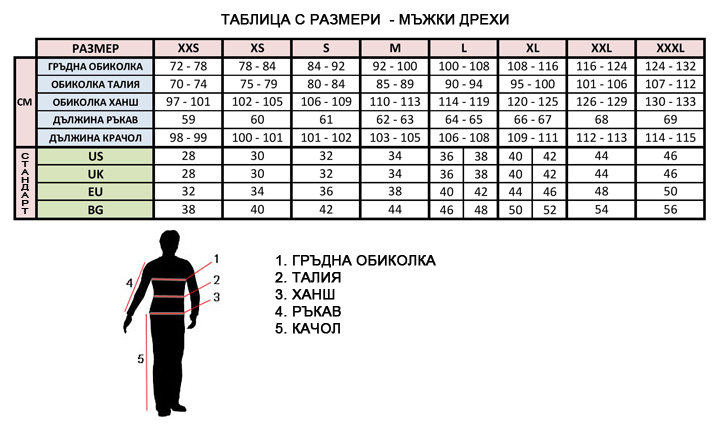 ТАБЛИЦА С РАЗМЕРИ - МЪЖКИ ДРЕХИ
РАЗМЕР XXS XS S M L XL XXL XXXL
СМ
ГРЪДНА ОБИКОЛКА 72 - 78 78 - 84 84 - 92 92 - 100 100 - 108 108 - 116 116 - 124 124 - 132
ОБИКОЛКА ТАЛИЯ 70 - 74 75 - 79 80 - 84 85 - 89 90 - 94 95 - 100 101 - 106 107 - 112
ОБИКОЛКА ХАНШ 97 - 101 102 - 105 106 - 109 110 - 113 114 - 119 120 - 125 126 - 129 130 - 133
ДЪЛЖИНА РЪКАВ 59 60 61 62 - 63 64 - 65 66 - 67 68 69
ДЪЛЖИНА КРАЧОЛ 98 - 99 100 - 101 101 - 102 103 - 105 106 - 108 109 - 111 112 - 113 114 - 115
СТАНДАРТ
US 28 30 32 34 36 38 40 42 44 46
UK 28 30 32 34 36 38 40 42 44 46
EU 32 34 36 38 40 42 44 46 48 50
BG 38 40 42 44 46 48 50 52 54 56
1
2
3
4
5
1. ГРЪДНА ОБИКОЛКА
2. ТАЛИЯ
3. ХАНШ
4. РЪКАВ
5. КАЧОЛ